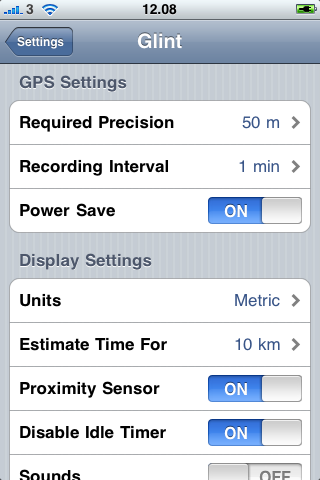 3 12.08
Settings Glint
GPS Settings
Required Precision 50 m
Recording Interval 1 min
Power Save ON
Display Settings
Units Metric
Estimate Time For 10 km
Proximity Sensor ON
Disable Idle Timer ON
Sounds OFF